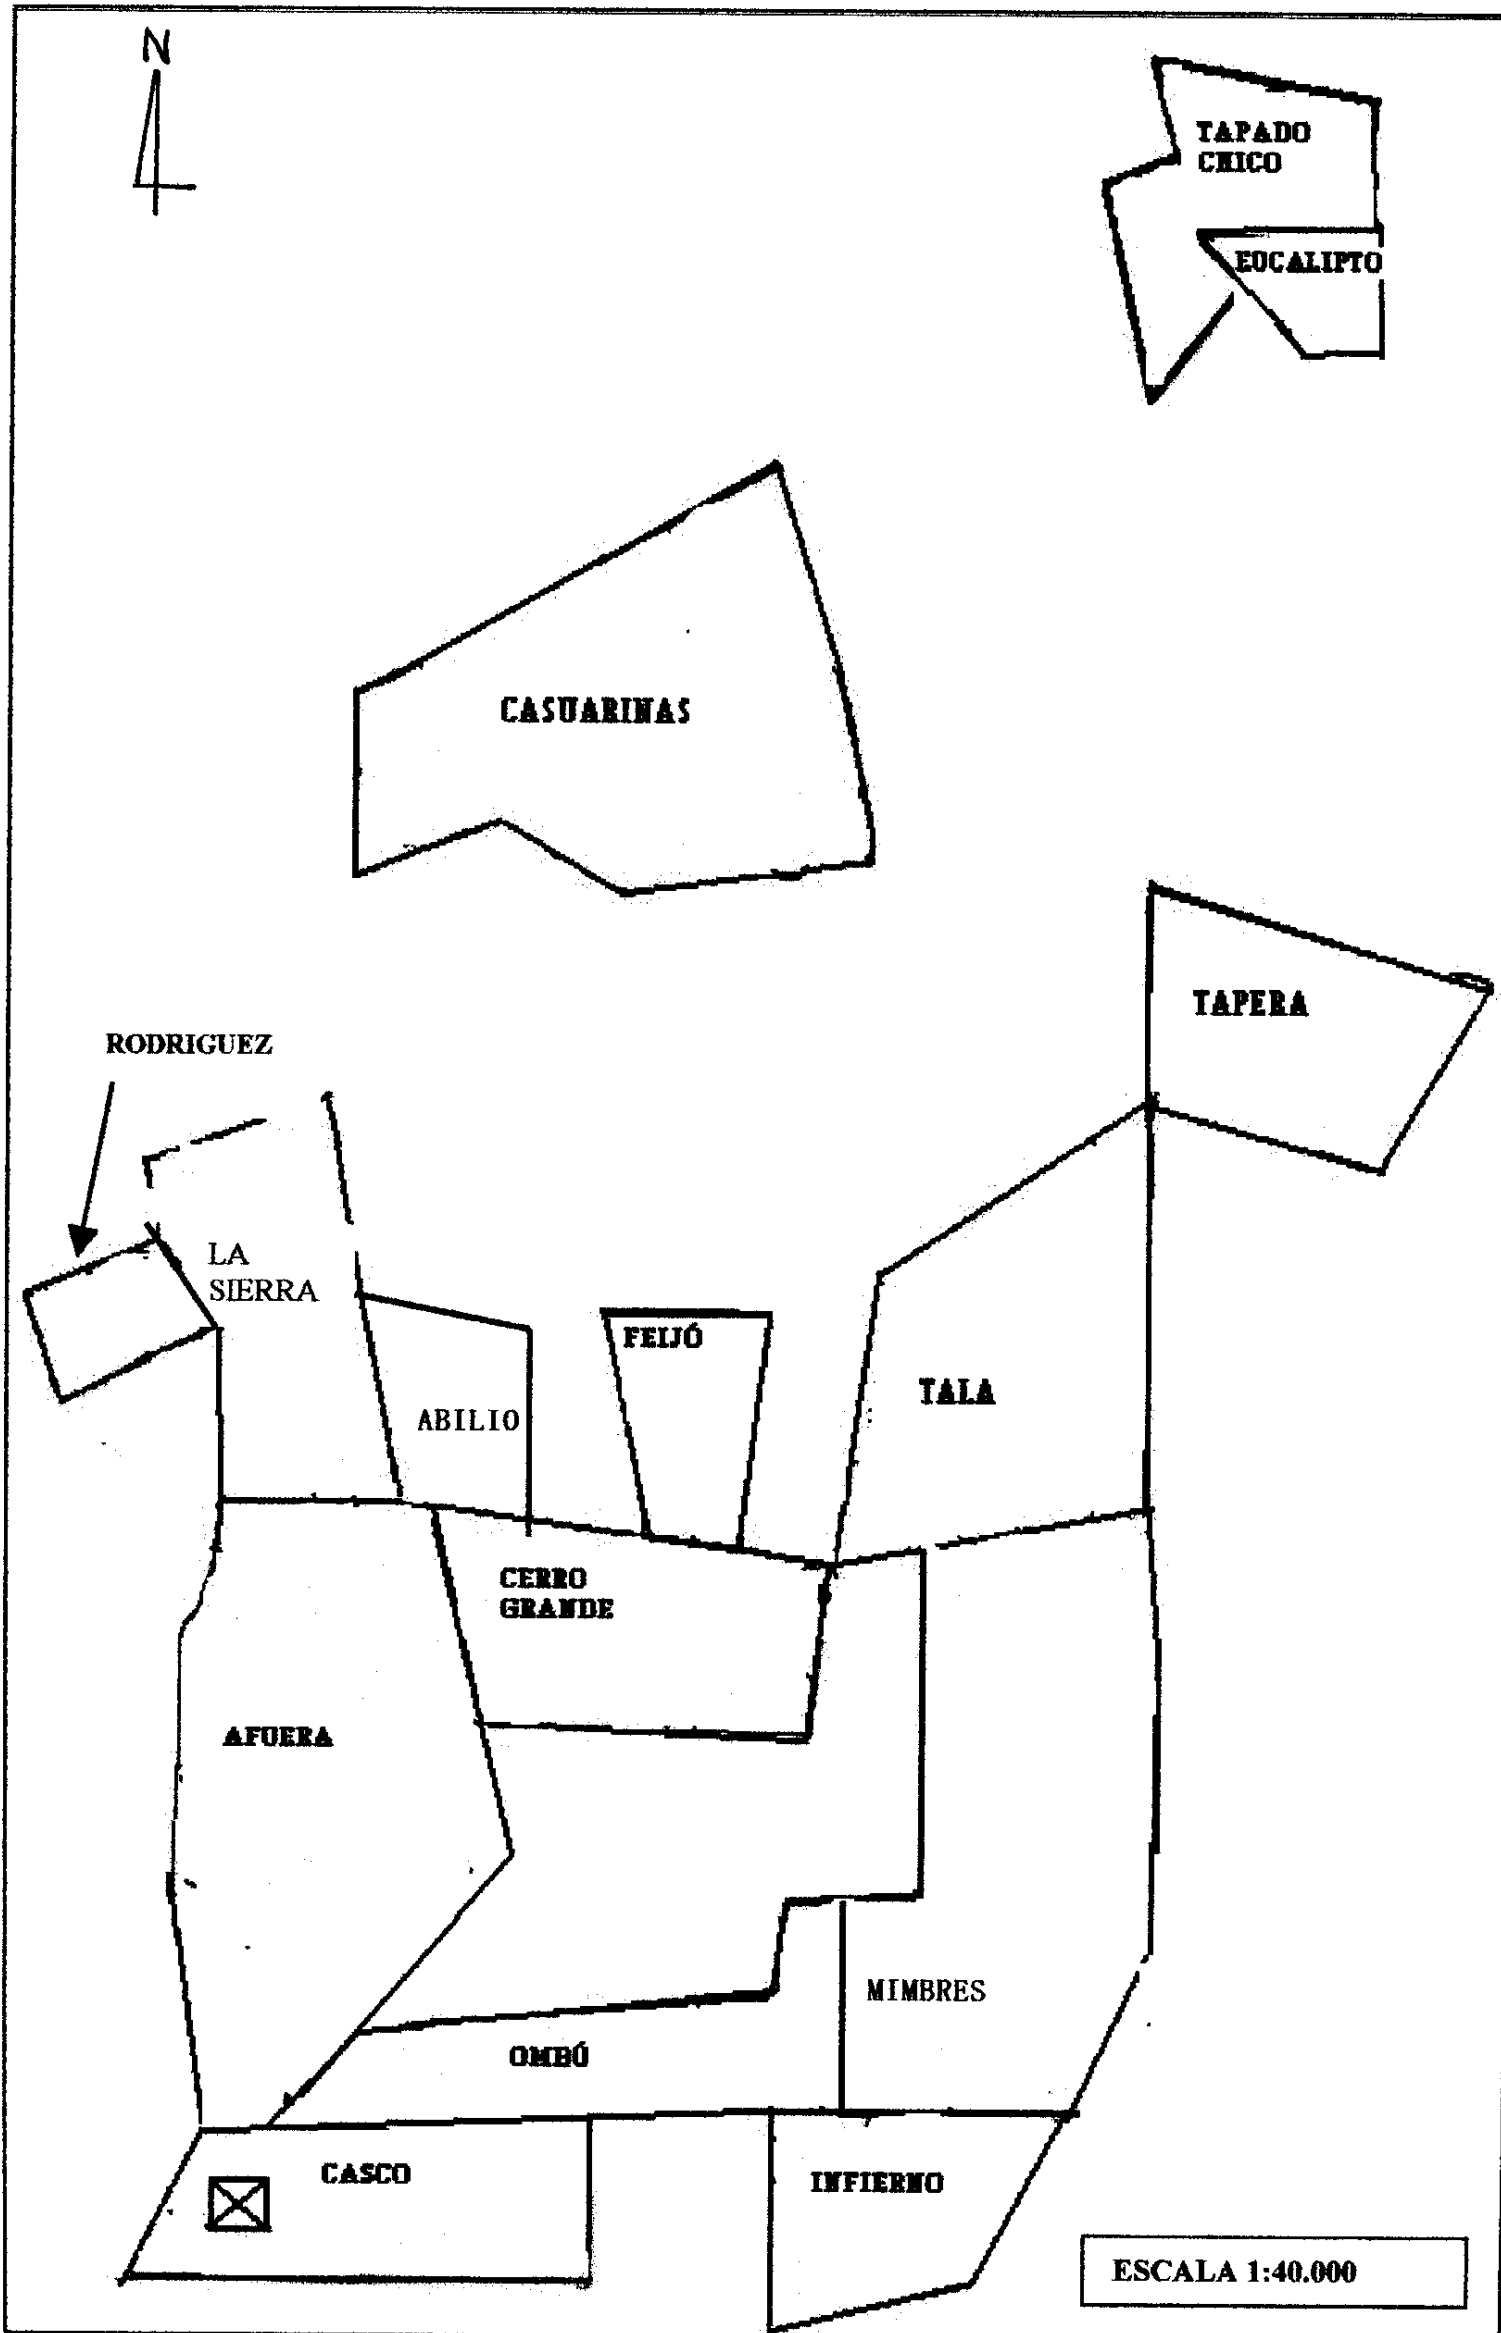 N
TAPADO
CHICO
EOCALIPTO
CASUARINAS
TAPERA
RODRIGUEZ
LA
SIERRA
FEIJÓ
TALA
ABILIO
CERRO
GRANDE
AFUERA
MIMBRES
OMBÚ
CASCO
INFIERNO
ESCALA 1:40.000